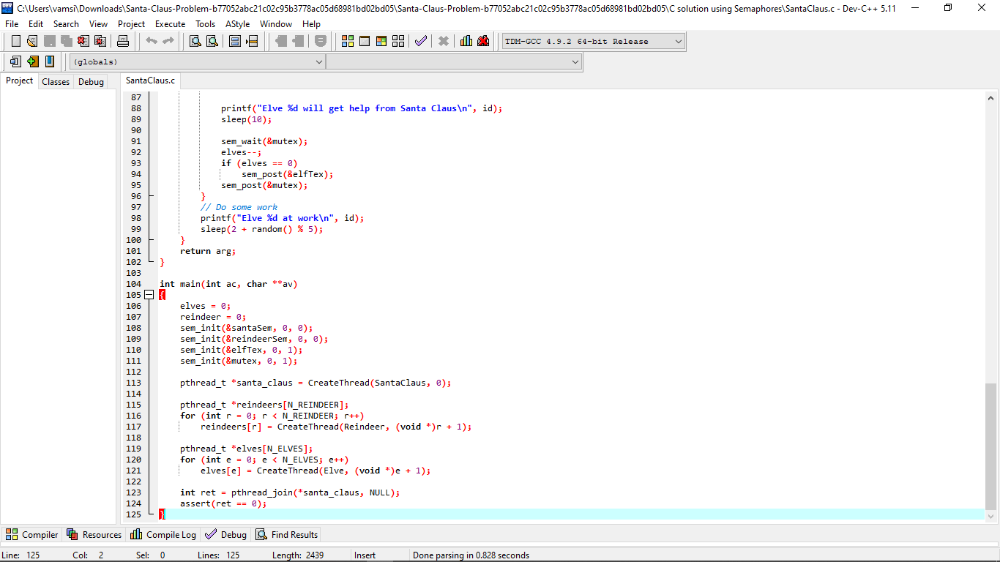 C:\Users\vamsi\Downloads\Santa-Claus-Problem-b77052abc21c02c95b3778ac05d68981bd02bd05\Santa-Claus-Problem-b77052abc21c02c95b3778ac05d68981bd02bd05\C solution using Semaphores\SantaClaus.c - Dev-C++ 5.11
File Edit Search View Project Execute Tools AStyle Window Help
TDM-GCC 4.9.2 64-bit Release
(globals)
Project Classes Debug SantaClaus.c
87
88 printf("Elve %d will get help from Santa Claus\n", id);
89 sleep(10);
90
91 sem_wait(&mutex);
92 elves--;
93 if (elves == 0)
94 sem_post(&elfTex);
95 sem_post(&mutex);
96 }
97 // Do some work
98 printf("Elve %d at work\n", id);
99 sleep(2 + random() % 5);
100 }
101 return arg;
102 }
103
104 int main(int ac, char **av)
105 {
106 elves = 0;
107 reindeer = 0;
108 sem_init(&santaSem, 0, 0);
109 sem_init(&reindeerSem, 0, 0);
110 sem_init(&elfTex, 0, 1);
111 sem_init(&mutex, 0, 1);
112
113 pthread_t *santa_claus = CreateThread(SantaClaus, 0);
114
115 pthread_t *reindeers[N_REINDEER];
116 for (int r = 0; r < N_REINDEER; r++)
117 reindeers[r] = CreateThread(Reindeer, (void *)r + 1);
118
119 pthread_t *elves[N_ELVES];
120 for (int e = 0; e < N_ELVES; e++)
121 elves[e] = CreateThread(Elve, (void *)e + 1);
122
123 int ret = pthread_join(*santa_claus, NULL);
124 assert(ret == 0);
125 }
Compiler Resources Compile Log Debug Find Results
Line: 125 Col: 2 Sel: 0 Lines: 125 Length: 2439 Insert Done parsing in 0.828 seconds